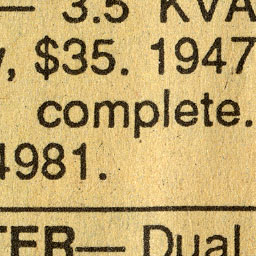 — 3.5 KVA
, $35. 1947
complete.
4981.
TER— Dual